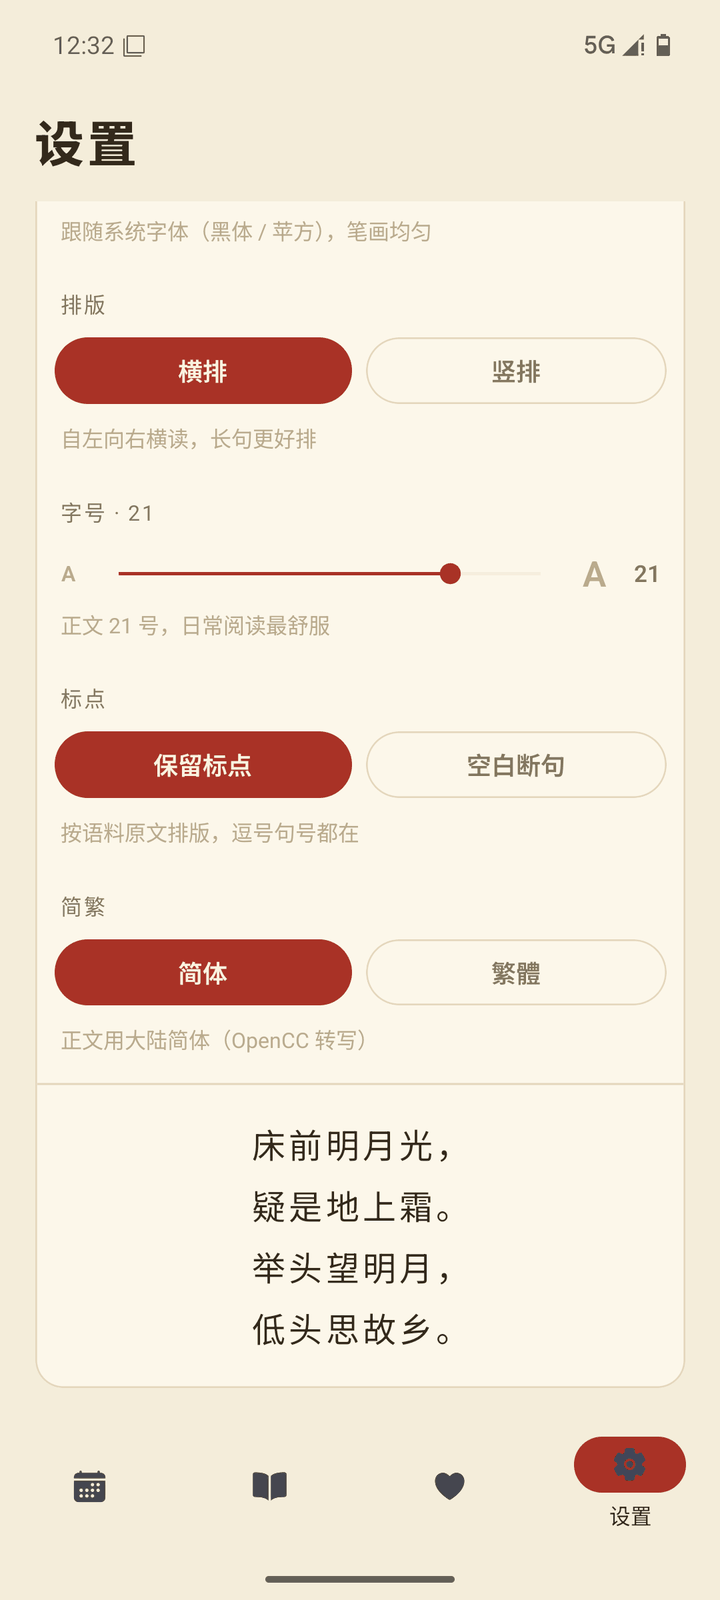 12:32
5G
设置
跟随系统字体（黑体 / 苹方），笔画均匀
排版
横排
竖排
自左向右横读，长句更好排
字号 · 21
A
A
21
正文 21 号，日常阅读最舒服
标点
保留标点
空白断句
按语料原文排版，逗号句号都在
简繁
简体
繁體
正文用大陆简体（OpenCC 转写）
床前明月光，
疑是地上霜。
举头望明月，
低头思故乡。
设置